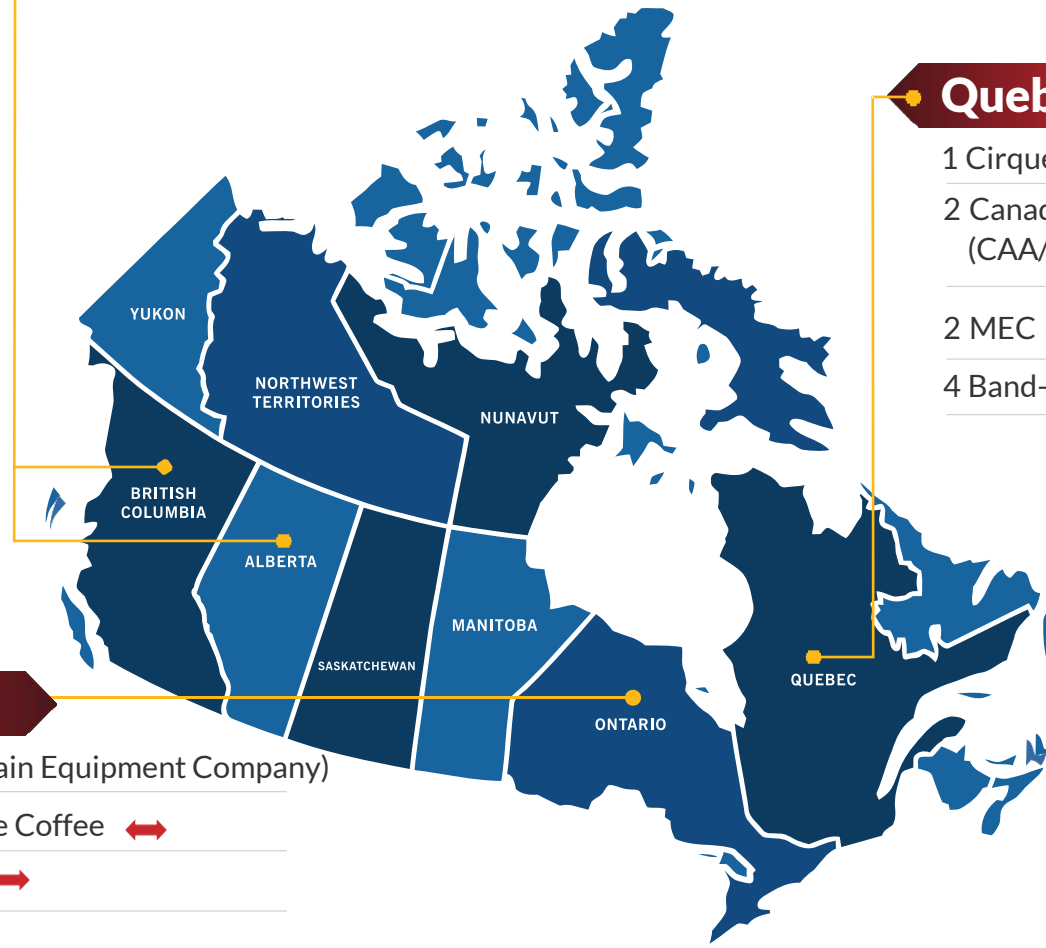 Queb
1 Cirque
2 Canad
(CAA/
2 MEC
4 Band-
YUKON
NORTHWEST
TERRITORIES
NUNAVUT
BRITISH
COLUMBIA
ALBERTA
MANITOBA
SASKATCHEWAN
QUEBEC
ONTARIO
ain Equipment Company)
e Coffee